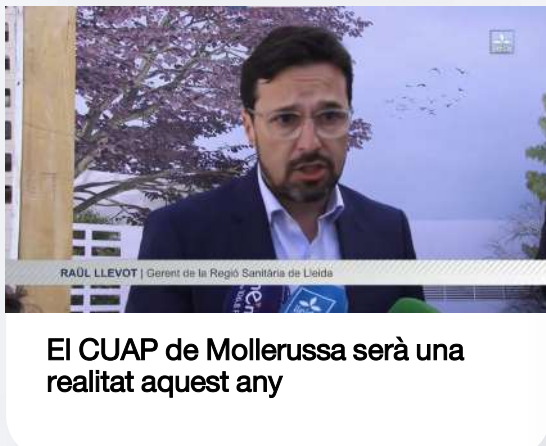 RAÜL LLEVOT | Gerent de la Regió Sanitària de Lleida
El CUAP de Mollerussa serà una
realitat aquest any